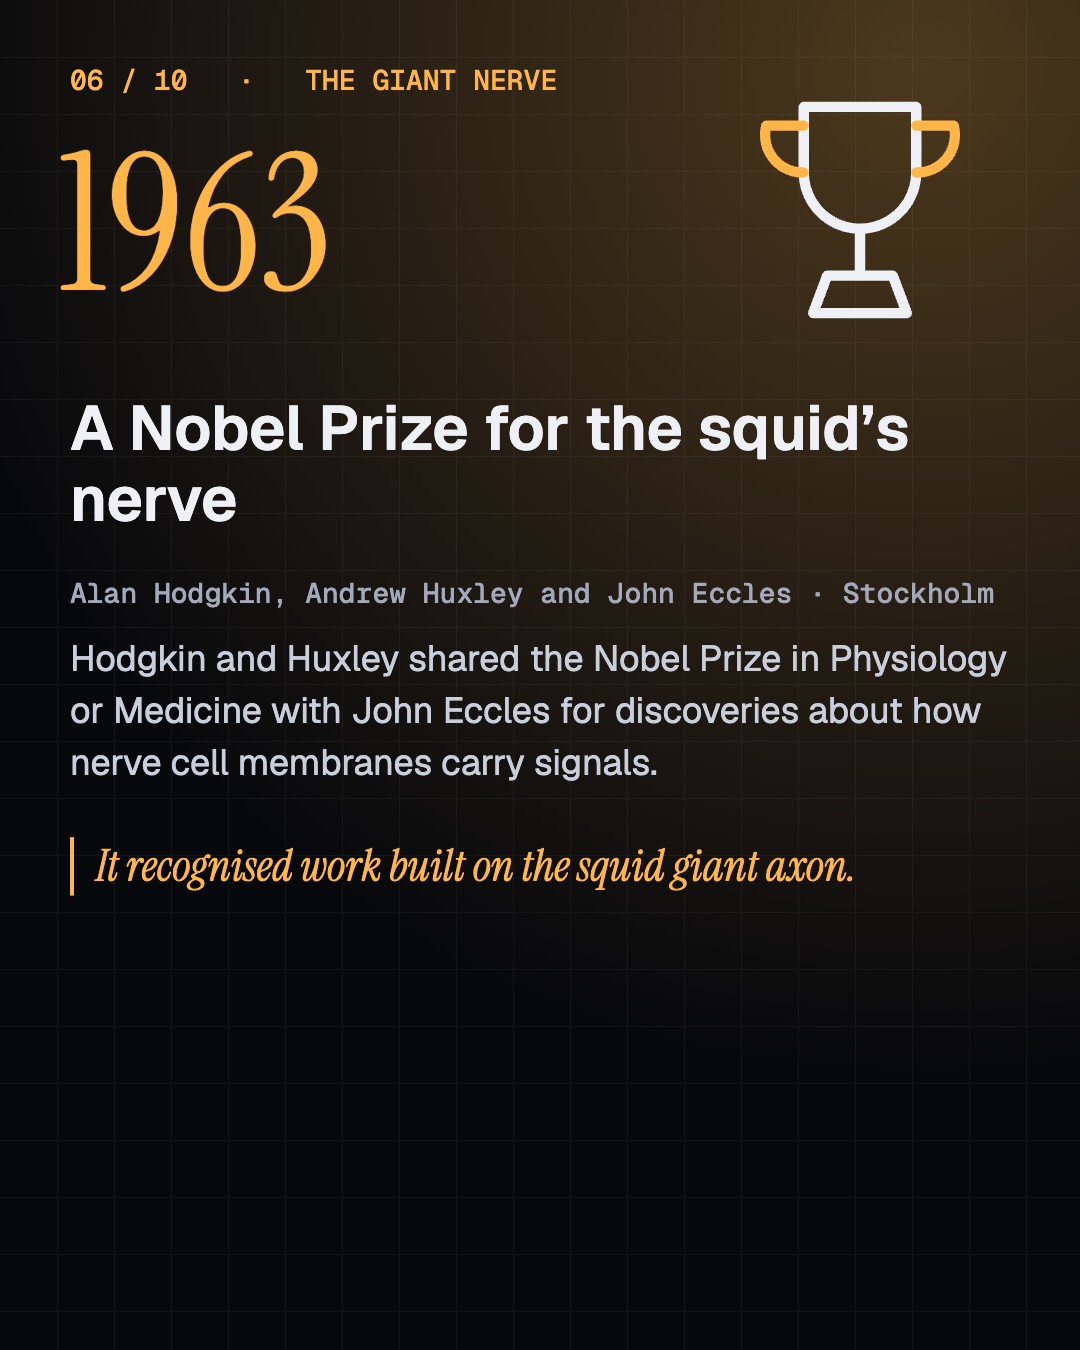 06 / 10 · THE GIANT NERVE
1963
A Nobel Prize for the squid’s
nerve
Alan Hodgkin, Andrew Huxley and John Eccles · Stockholm
Hodgkin and Huxley shared the Nobel Prize in Physiology
or Medicine with John Eccles for discoveries about how
nerve cell membranes carry signals.
It recognised work built on the squid giant axon.